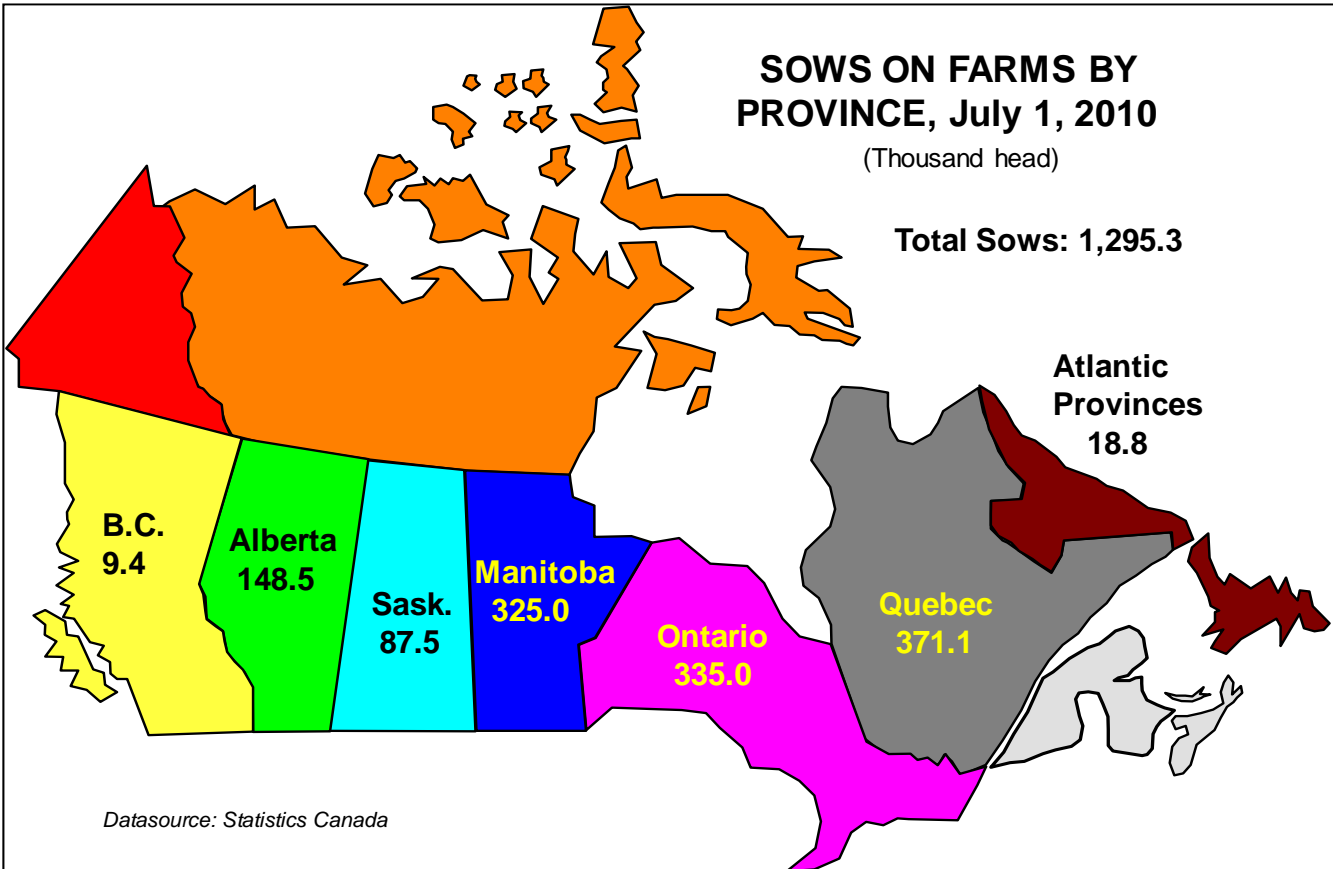 SOWS ON FARMS BY
PROVINCE, July 1, 2010
(Thousand head)
Total Sows: 1,295.3
Atlantic
Provinces
18.8
B.C.
9.4
Alberta
148.5
Sask.
87.5
Manitoba
325.0
Ontario
335.0
Quebec
371.1
Datasource: Statistics Canada